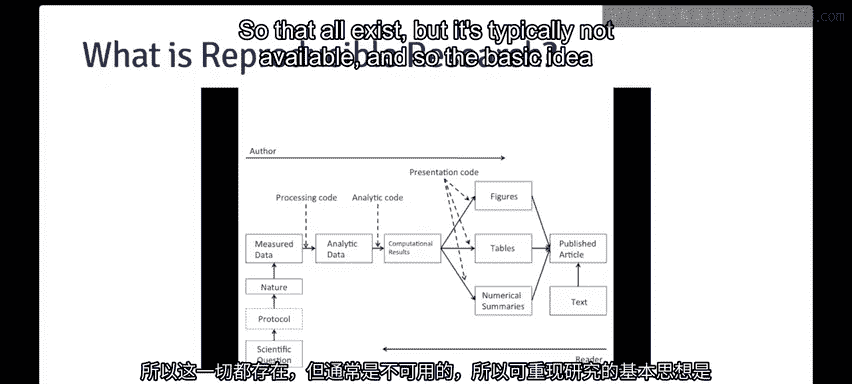 So that all exist, but it's typically not
available, and so the basic idea
What is Reproducible Research?
Author
Presentation code
Processing code
Analytic code
Figures
Measured
Data
Analytic
Data
Computational
Results
Tables
Published
Article
Nature
Numerical
Summaries
Text
Protocol
Scientific
Question
Reader
所以这一切都存在，但通常是不可用的，所以可重现研究的基本思想是